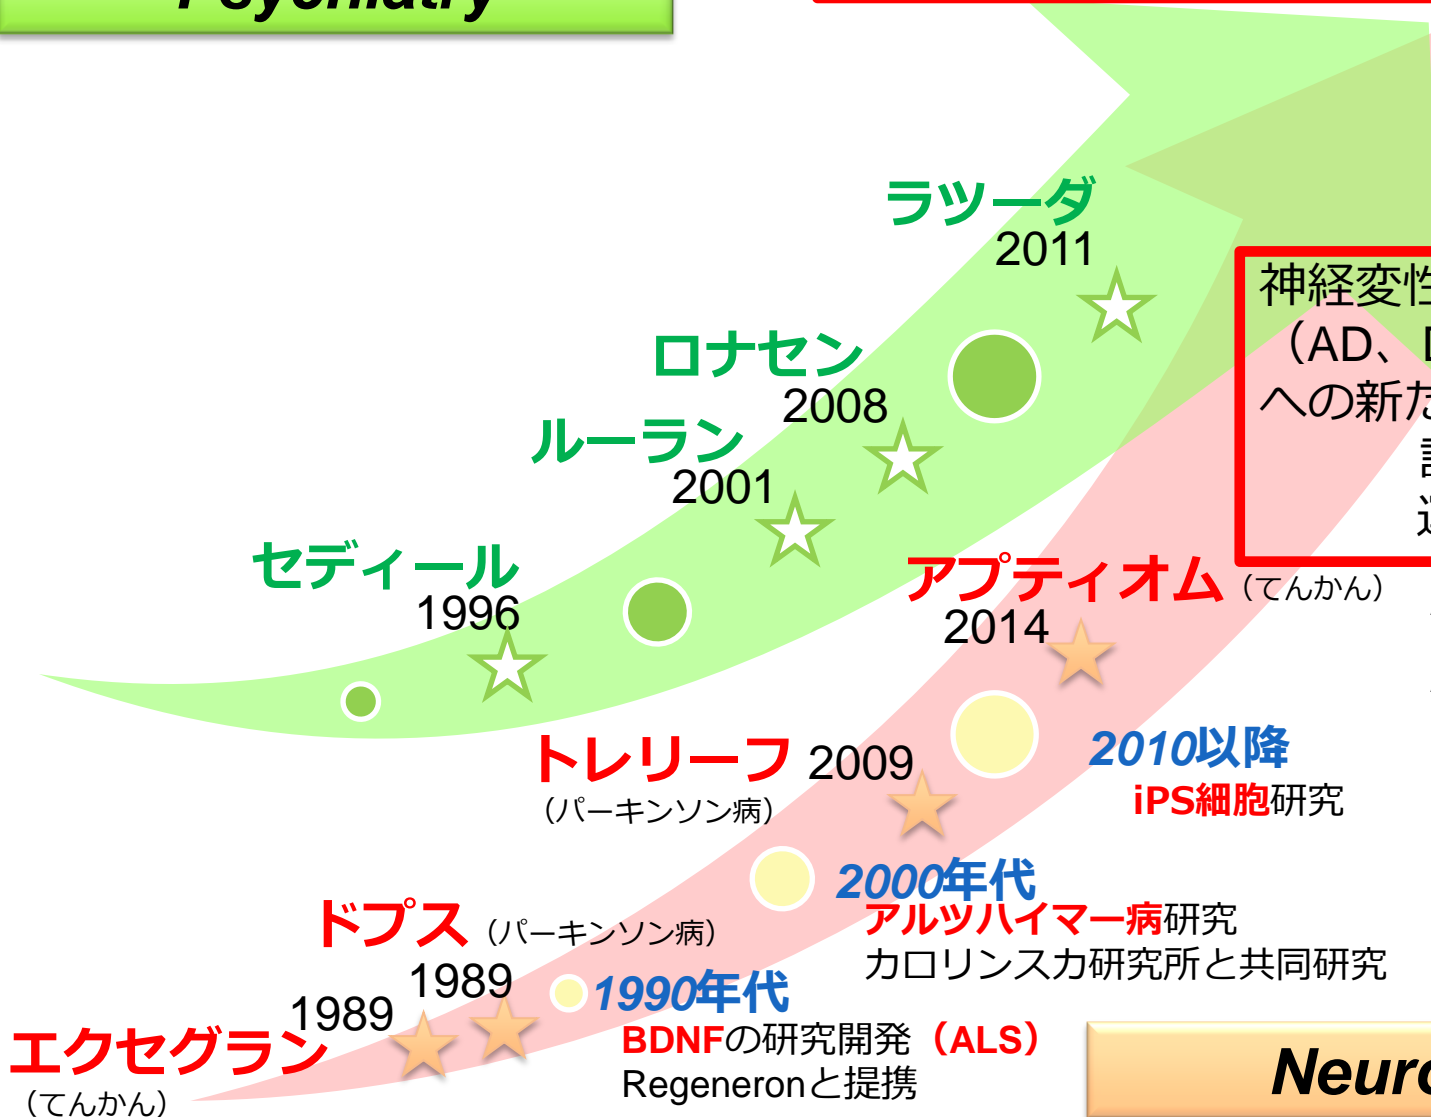 Psychiatry
ラツーダ
2011
神経変性
（AD、
への新た
ロナセン
2008
ルーラン
2001
セディール
1996
アプティオム（てんかん）
2014
トレリーフ 2009
（パーキンソン病）
2010以降
iPS細胞研究
2000年代
アルツハイマー病研究
カロリンスカ研究所と共同研究
ドプス（パーキンソン病）
1989
1990年代
BDNFの研究開発（ALS）
Regeneronと提携
1989
エクセグラン
（てんかん）
Neuro